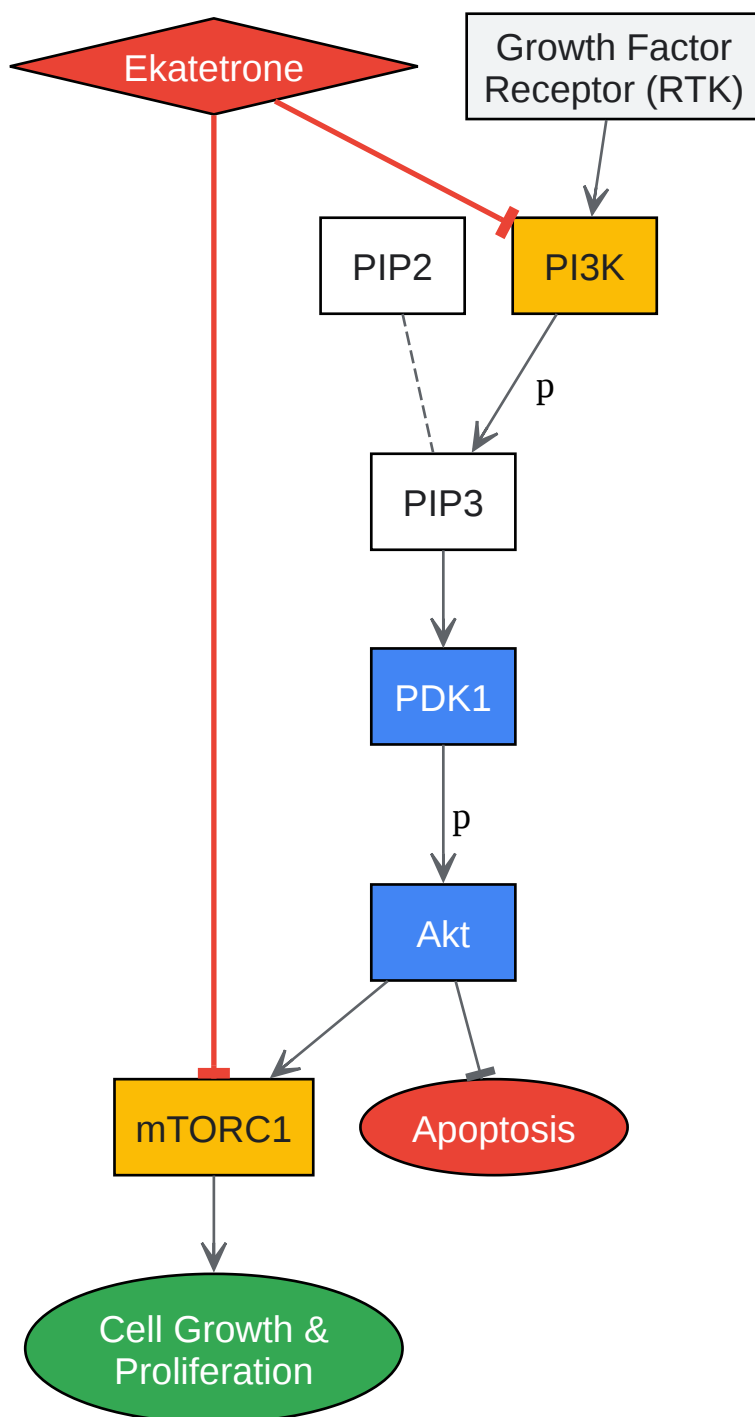 Ekatetrone
Growth Factor
Receptor (RTK)
PIP2
PI3K
p
PIP3
PDK1
p
Akt
mTORC1
Apoptosis
Cell Growth &
Proliferation